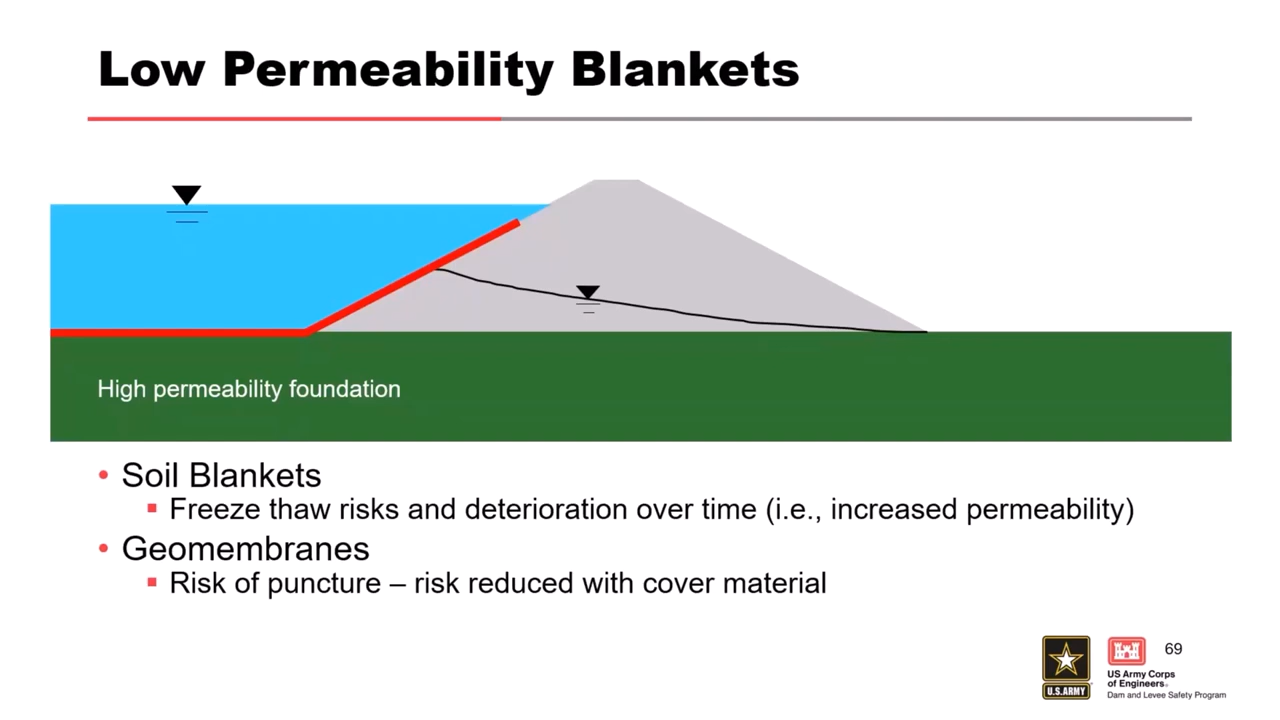 Low Permeability Blankets
High permeability foundation
• Soil Blankets
▪ Freeze thaw risks and deterioration over time (i.e., increased permeability)
• Geomembranes
▪ Risk of puncture – risk reduced with cover material
69
U.S.ARMY
US Army Corps
of Engineers®
Dam and Levee Safety Program